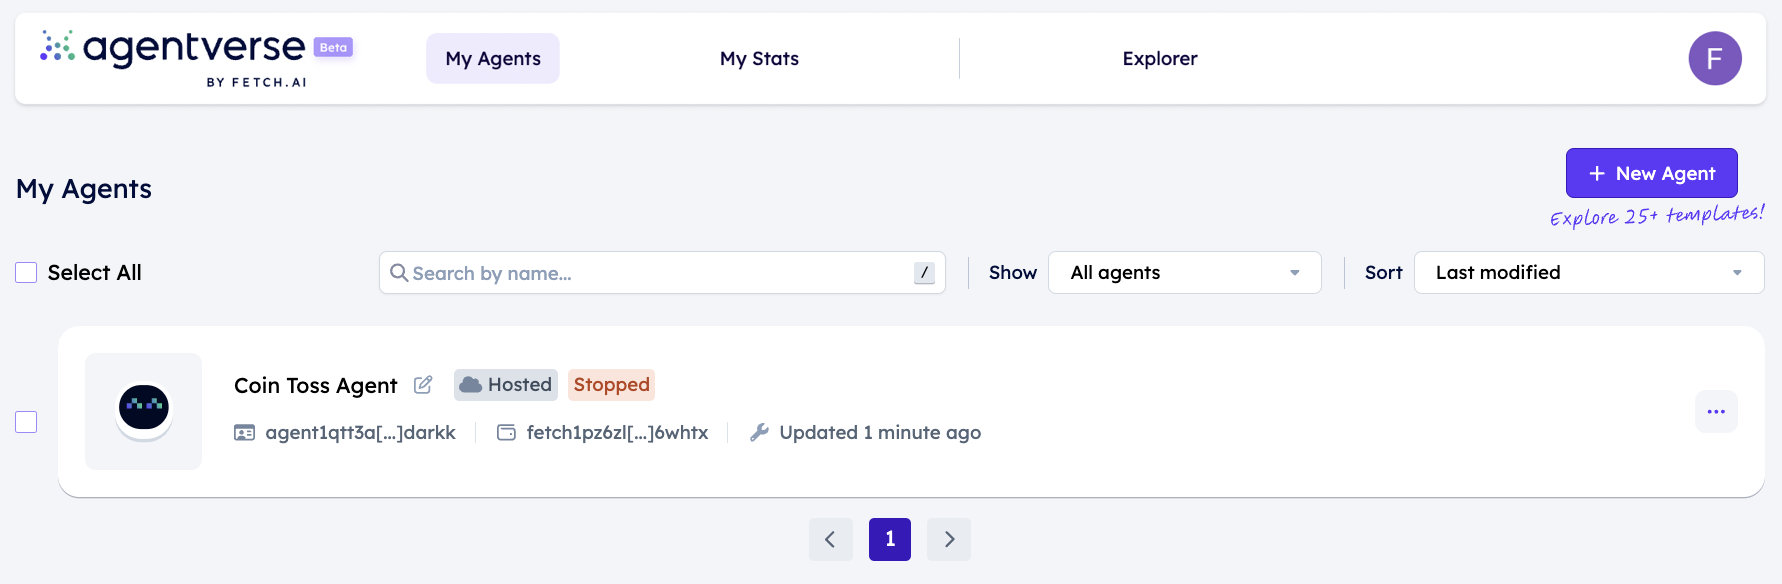 agentverse Beta
BY FETCH.AI
My Agents
My Stats
Explorer
F
My Agents
+ New Agent
Explore 25+ templates!
Select All
Search by name...
/
Show
All agents
Sort
Last modified
Coin Toss Agent
Hosted
Stopped
agent1qtt3a[...]darkk
fetch1pz6zl[...]6whtx
Updated 1 minute ago
1